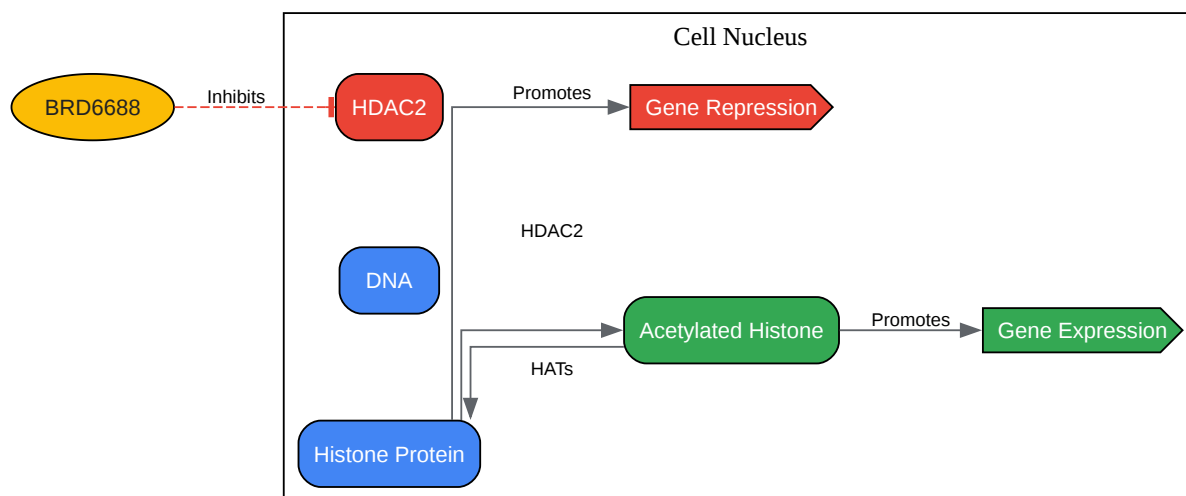 Cell Nucleus
BRD6688
Inhibits
HDAC2
Promotes
Gene Repression
HDAC2
DNA
Acetylated Histone
Promotes
Gene Expression
HATs
Histone Protein